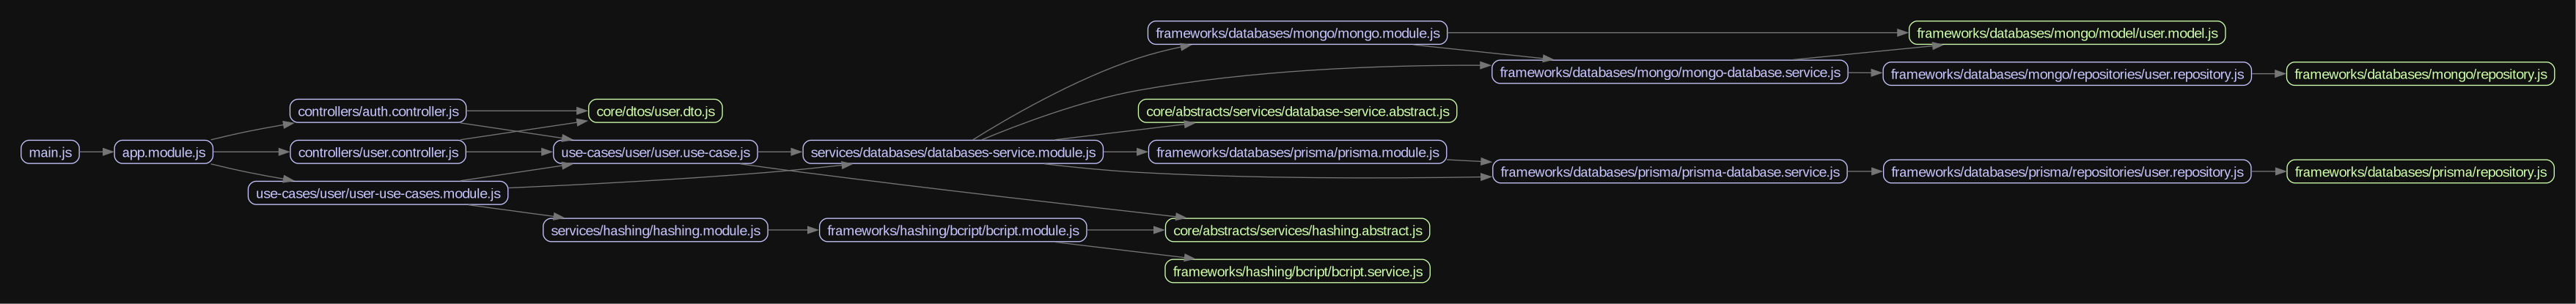 frameworks/databases/mongo/mongo.module.js
frameworks/databases/mongo/model/user.model.js
frameworks/databases/mongo/mongo-database.service.js
frameworks/databases/mongo/repositories/user.repository.js
frameworks/databases/mongo/repository.js
controllers/auth.controller.js
core/dtos/user.dto.js
core/abstracts/services/database-service.abstract.js
main.js
app.module.js
controllers/user.controller.js
use-cases/user/user.use-case.js
services/databases/databases-service.module.js
frameworks/databases/prisma/prisma.module.js
frameworks/databases/prisma/prisma-database.service.js
frameworks/databases/prisma/repositories/user.repository.js
frameworks/databases/prisma/repository.js
use-cases/user/user-use-cases.module.js
services/hashing/hashing.module.js
frameworks/hashing/bcript/bcript.module.js
core/abstracts/services/hashing.abstract.js
frameworks/hashing/bcript/bcript.service.js